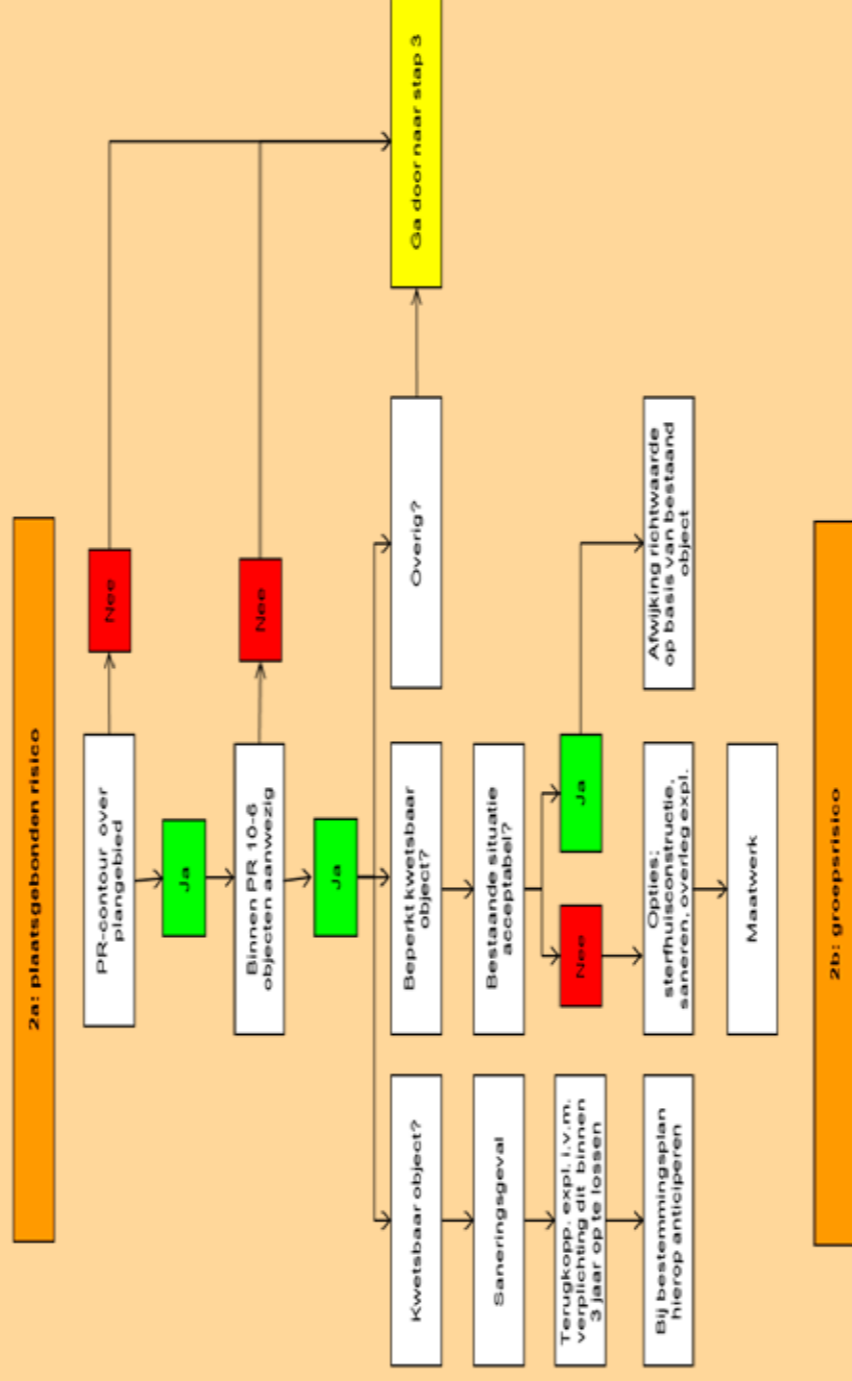 2a: plaatsgebonden risico
PR-contour over
plangebied
Nee
Ja
Binnen PR 10-6
objecten aanwezig
Nee
Ja
Kwetsbaar object?
Beperkt kwetsbaar
object?
Overig?
Ga door naar stap 3
Saneringsgeval
Bestaande situatie
acceptabel?
Terugkopp. expl. i.v.m.
verplichting dit binnen
3 jaar op te lossen
Nee
Ja
Bij bestemmingsplan
hierop anticiperen
Opties:
sterfhuisconstructie,
saneren, overleg expl.
Afwijking richtwaarde
op basis van bestaand
object
Maatwerk
2b: groepsrisico